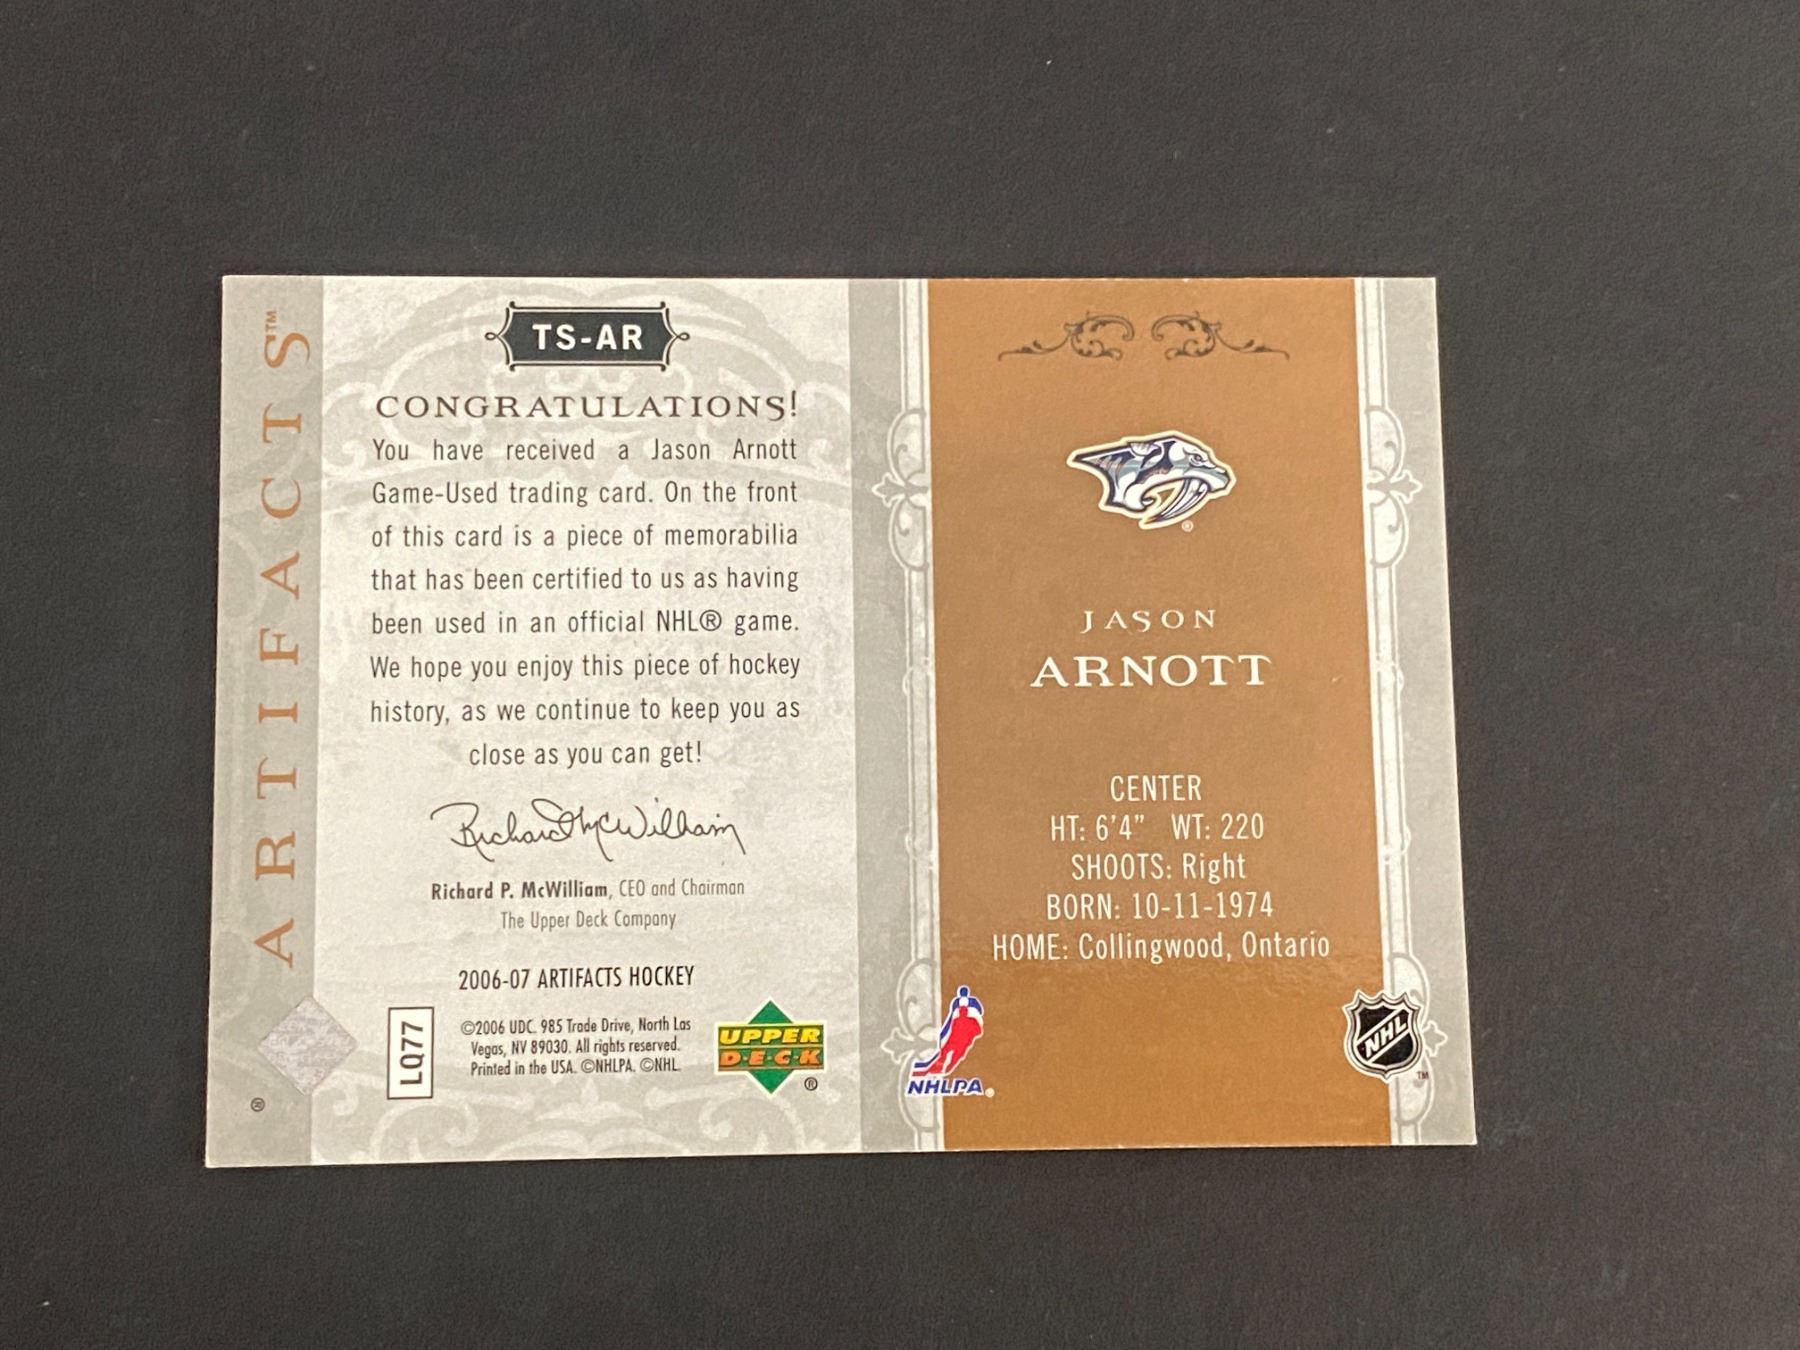 ARTIFACTS™
TS-AR
CONGRATULATIONS!
You have received a Jason Arnott
Game-Used trading card. On the front
of this card is a piece of memorabilia
that has been certified to us as having
been used in an official NHL® game.
We hope you enjoy this piece of hockey
history, as we continue to keep you as
close as you can get!
Richard McWilliam
Richard P. McWilliam, CEO and Chairman
The Upper Deck Company
2006-07 ARTIFACTS HOCKEY
LQ77
©2006 UDC. 985 Trade Drive, North Las
Vegas, NV 89030. All rights reserved.
Printed in the USA. ©NHLPA. ©NHL.
UPPER
DECK
®
®
®
JASON
ARNOTT
CENTER
HT: 6'4" WT: 220
SHOOTS: Right
BORN: 10-11-1974
HOME: Collingwood, Ontario
NHLPA®
NHL
™